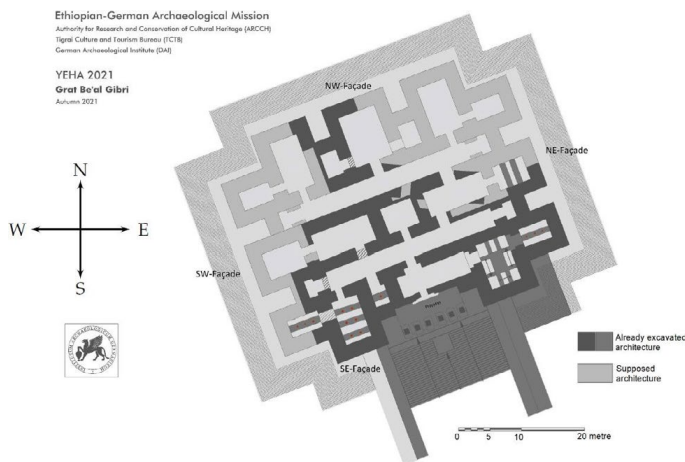 Ethiopian-German Archaeological Mission
Authority for Research and Conservation of Cultural Heritage (ARCCH)
Tigrai Culture and Tourism Bureau (TCTB)
German Archaeological Institute (DAI)
YEHA 2021
Grat Be'al Gibri
Autumn 2021
NW-Façade
NE-Façade
N
W
E
S
SW-Façade
SE-Façade
Already excavated
architecture
Supposed
architecture
0 5 10 20 metre